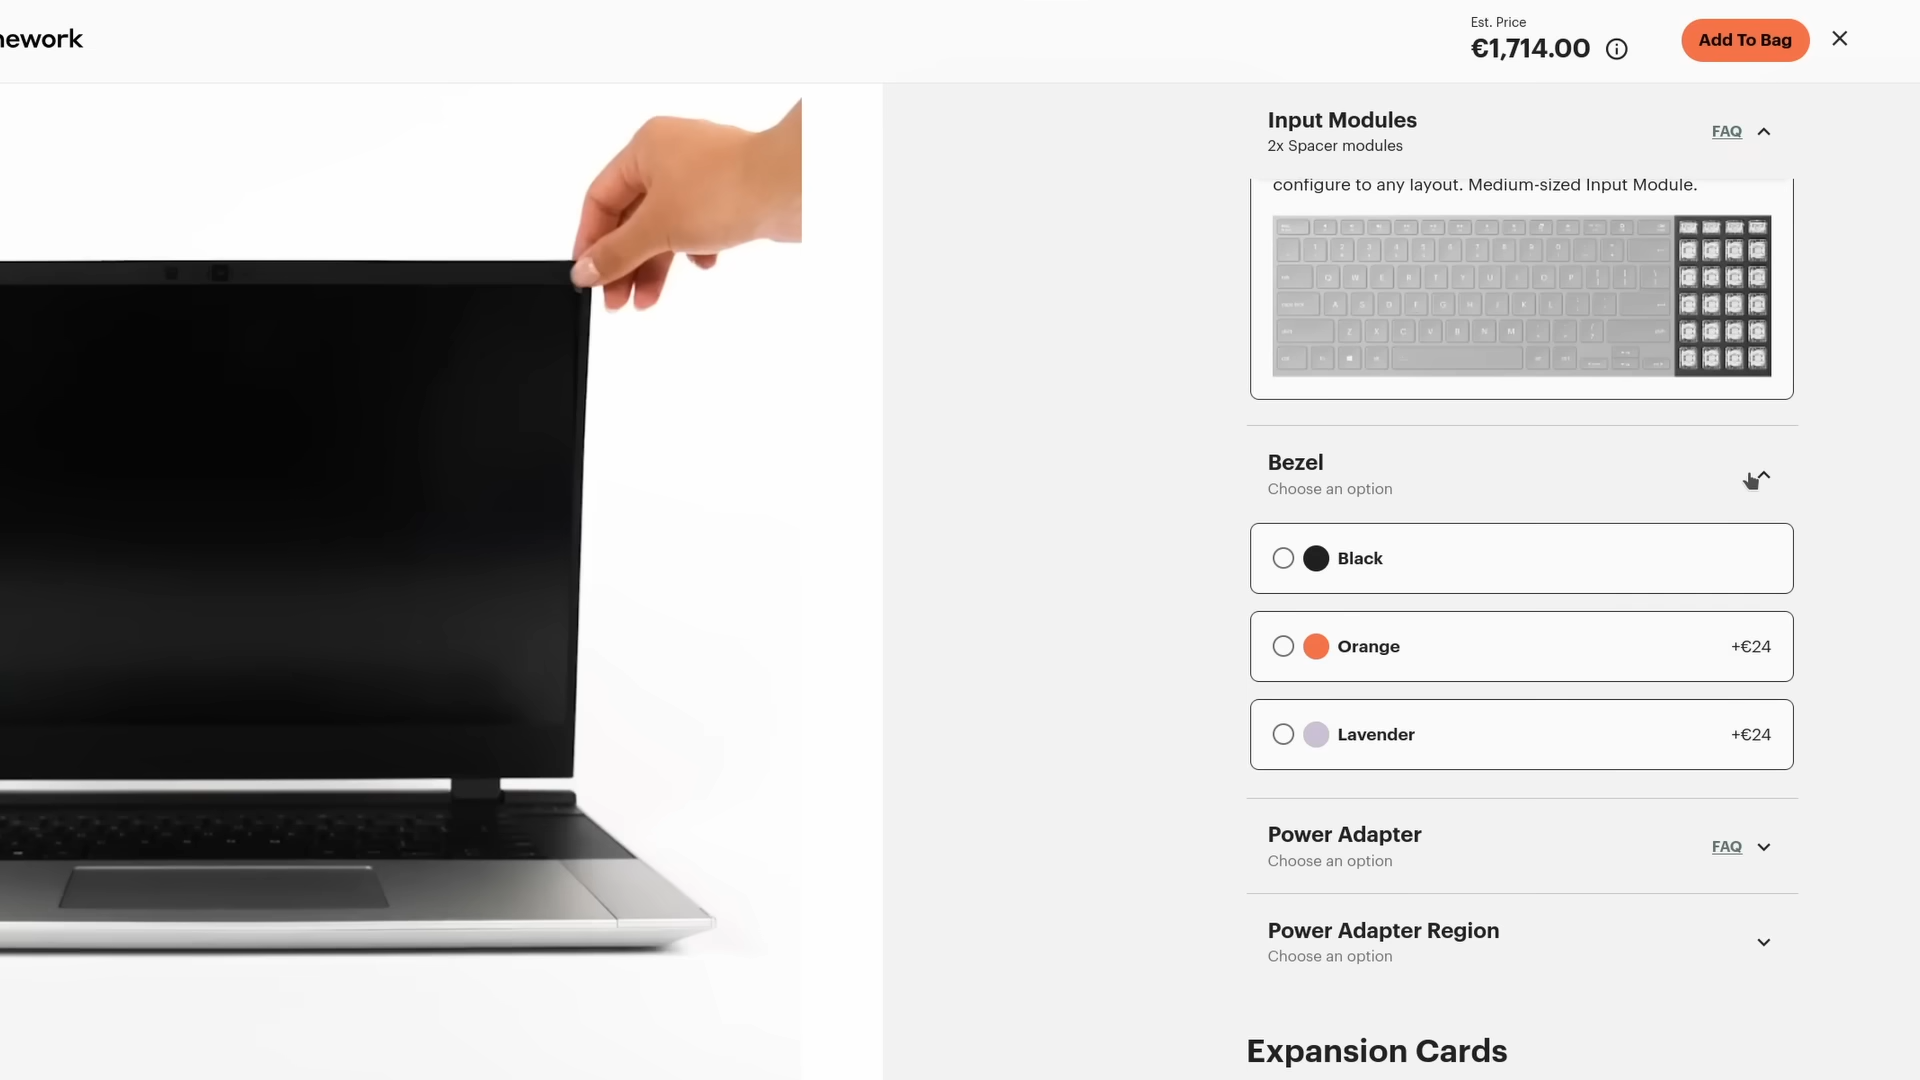 nework
Est. Price
€1,714.00
Add To Bag
Input Modules
FAQ
2x Spacer modules
configure to any layout. Medium-sized Input Module.
Bezel
Choose an option
Black
Orange
+€24
Lavender
+€24
Power Adapter
FAQ
Choose an option
Power Adapter Region
Choose an option
Expansion Cards